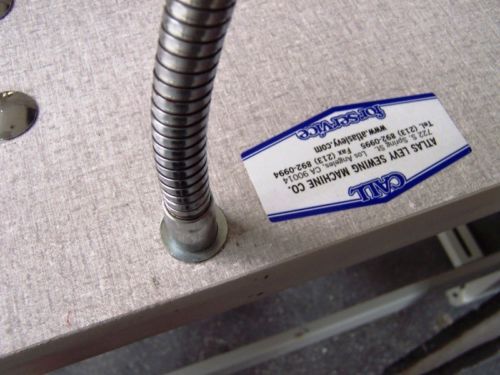 CALL
ATLAS LEVY SEWING MACHINE CO.
722 S. Spring St. Los Angeles, CA 90014
Tel. (213) 892-0995 Fax (213) 892-0994
www.atlaslevy.com
for service